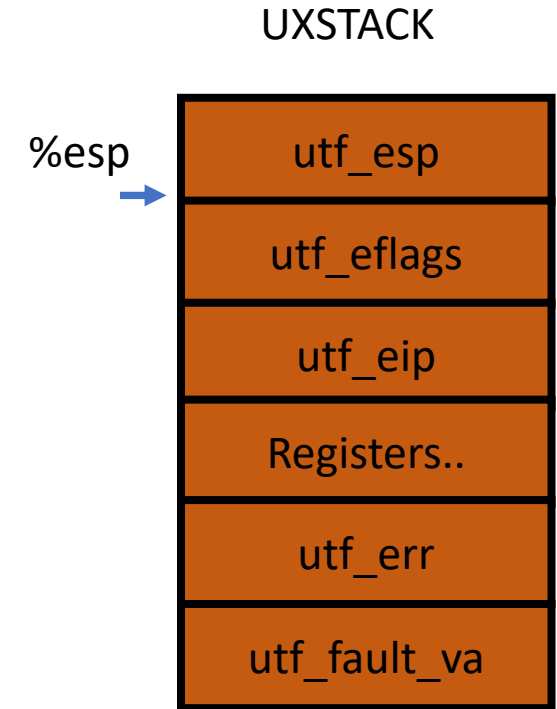 UXSTACK
%esp
utf_esp
utf_eflags
utf_eip
Registers..
utf_err
utf_fault_va